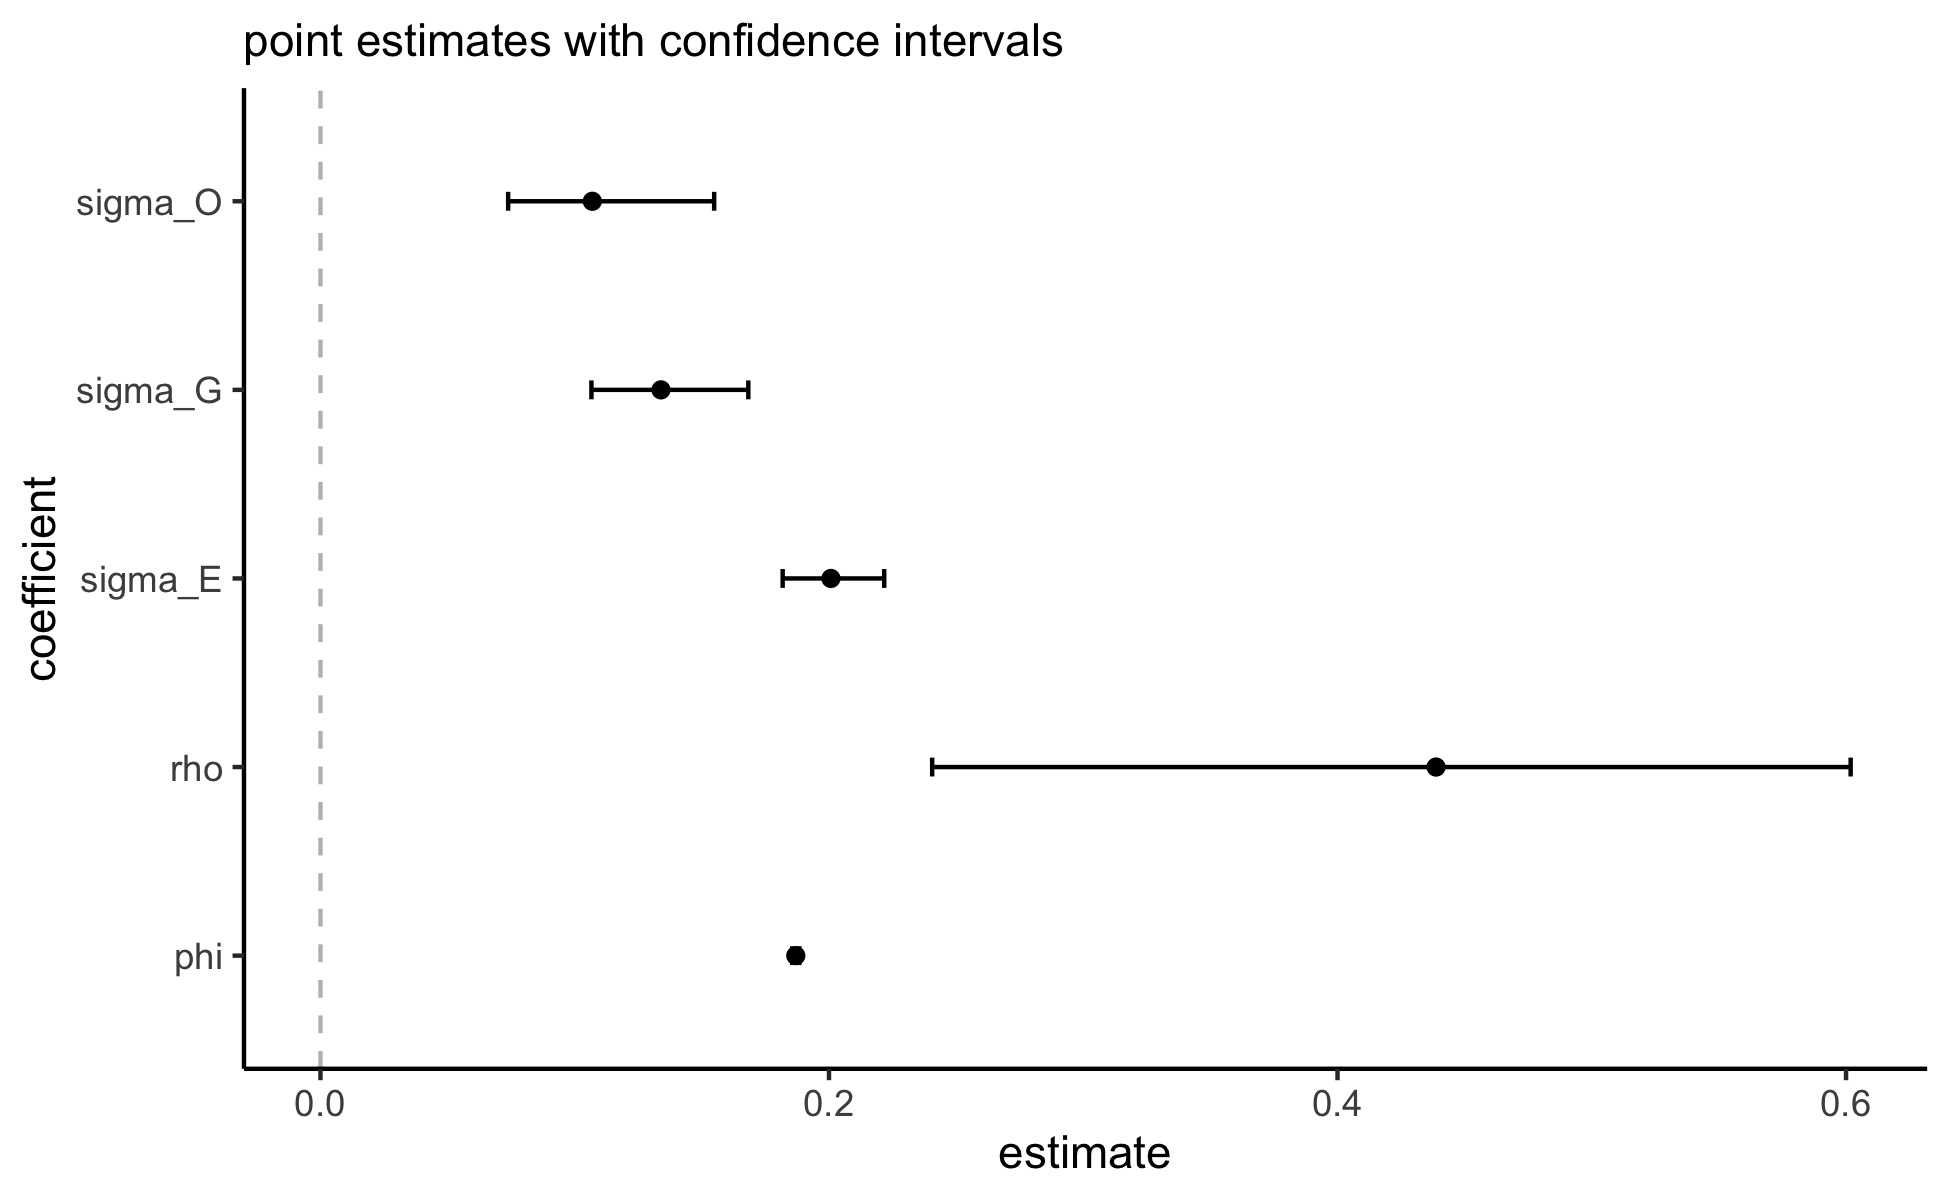 point estimates with confidence intervals
sigma_O
sigma_G
sigma_E
rho
phi
coefficient
0.0 0.2 0.4 0.6
estimate